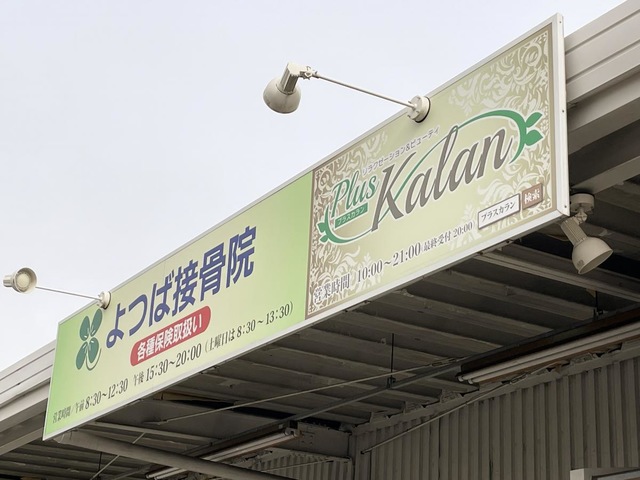 よつば接骨院
各種保険取扱い
営業時間/午前 8:30～12:30 午後 15:30～20:00 (土曜日は 8:30～13:30)
リラクゼーション&ビューティ
Plus
プラスカラン
Kalan
プラスカラン 検索
営業時間 10:00～21:00 最終受付 20:00